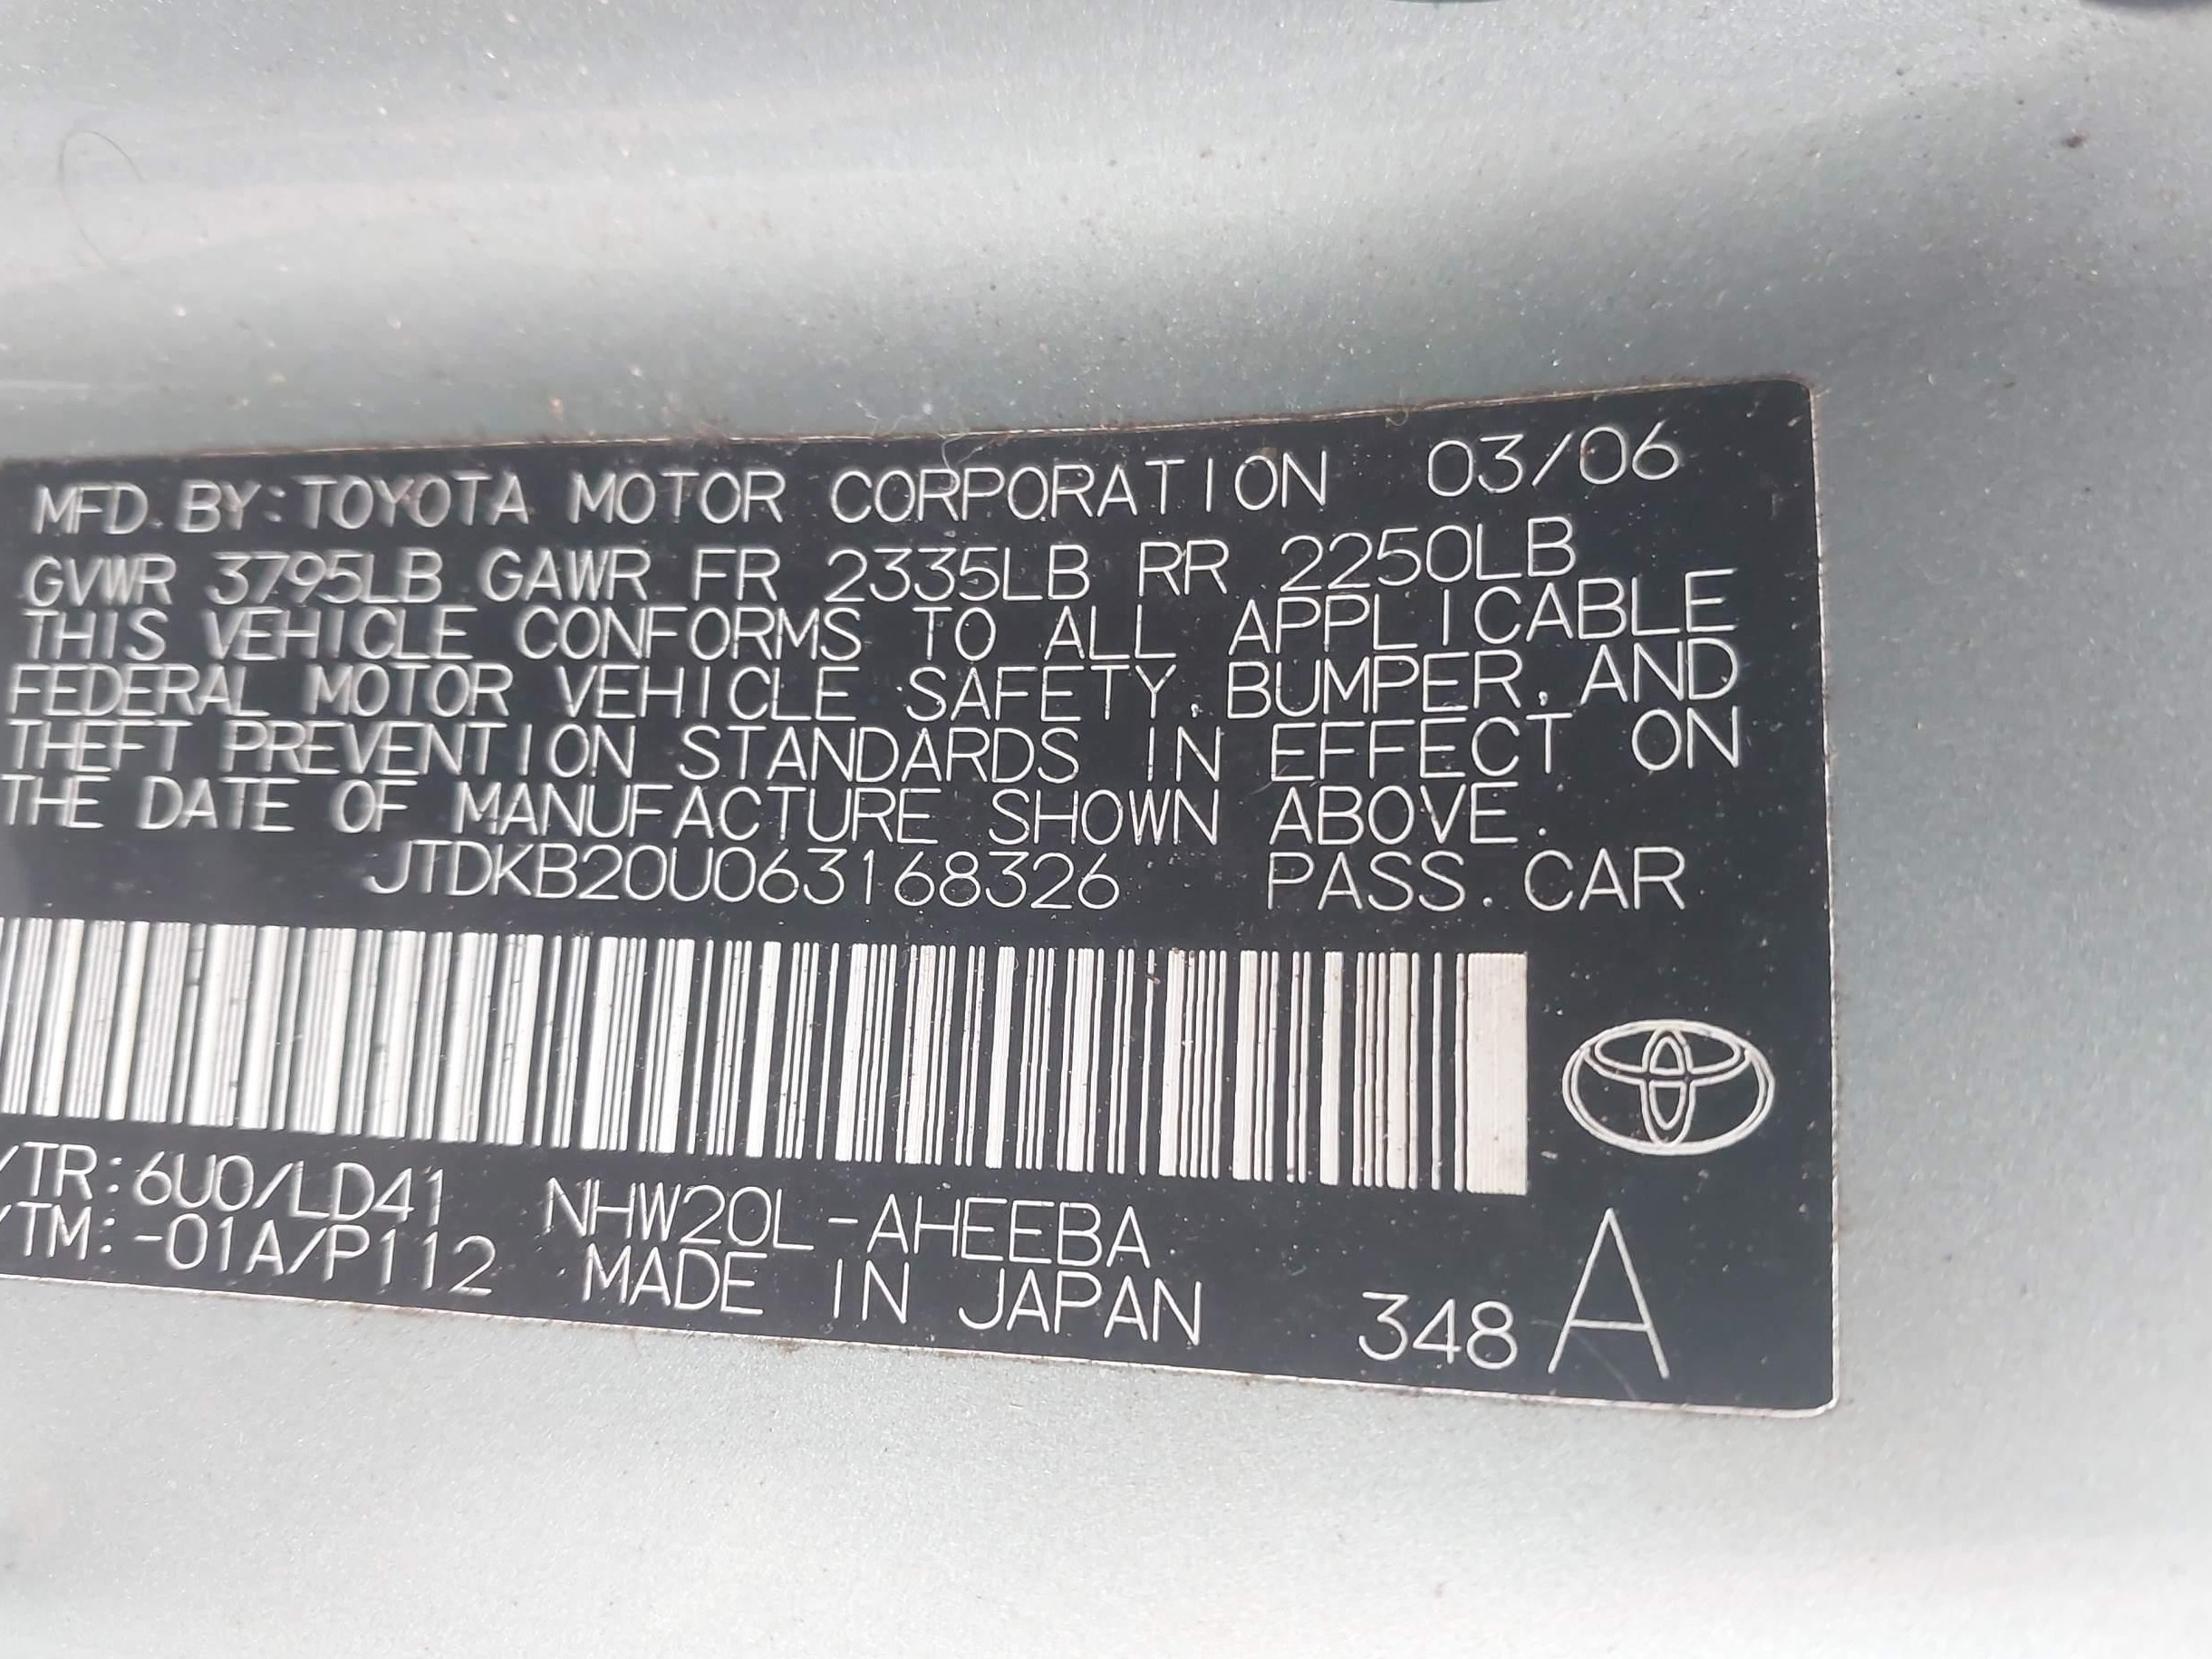 MFD. BY: TOYOTA MOTOR CORPORATION 03/06
GVWR 3795LB GAWR FR 2335LB RR 2250LB
THIS VEHICLE CONFORMS TO ALL APPLICABLE
FEDERAL MOTOR VEHICLE SAFETY, BUMPER, AND
THEFT PREVENTION STANDARDS IN EFFECT ON
THE DATE OF MANUFACTURE SHOWN ABOVE.
JTDKB20U063168326 PASS. CAR
/TR: 6U0/LD41 NHW20L-AHEEBA
/TM: -01A/P112 MADE IN JAPAN 348 A